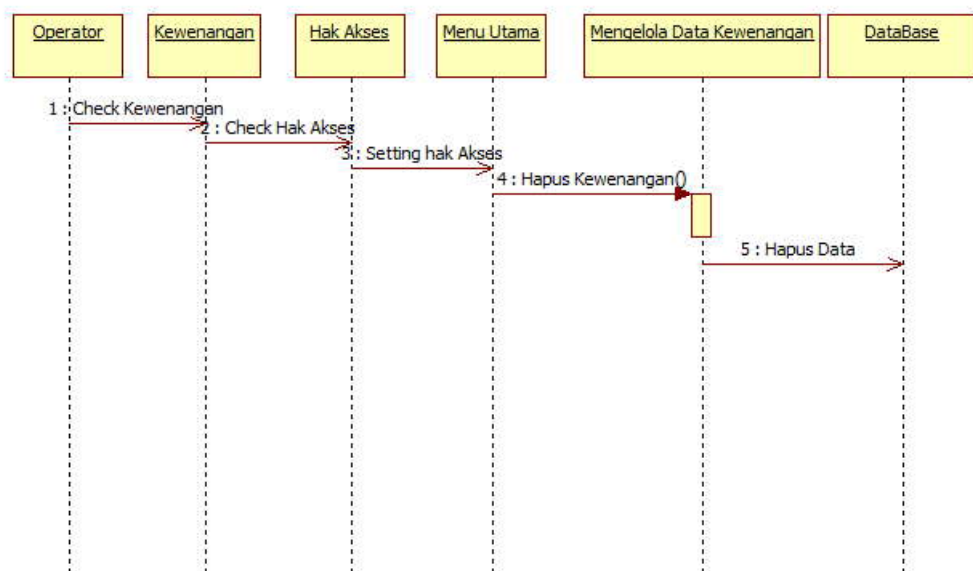 Operator
Kewenangan
Hak Akses
Menu Utama
Mengelola Data Kewenangan
DataBase
1 : Check Kewenangan
2 : Check Hak Akses
3 : Setting hak Akses
4 : Hapus Kewenangan()
5 : Hapus Data